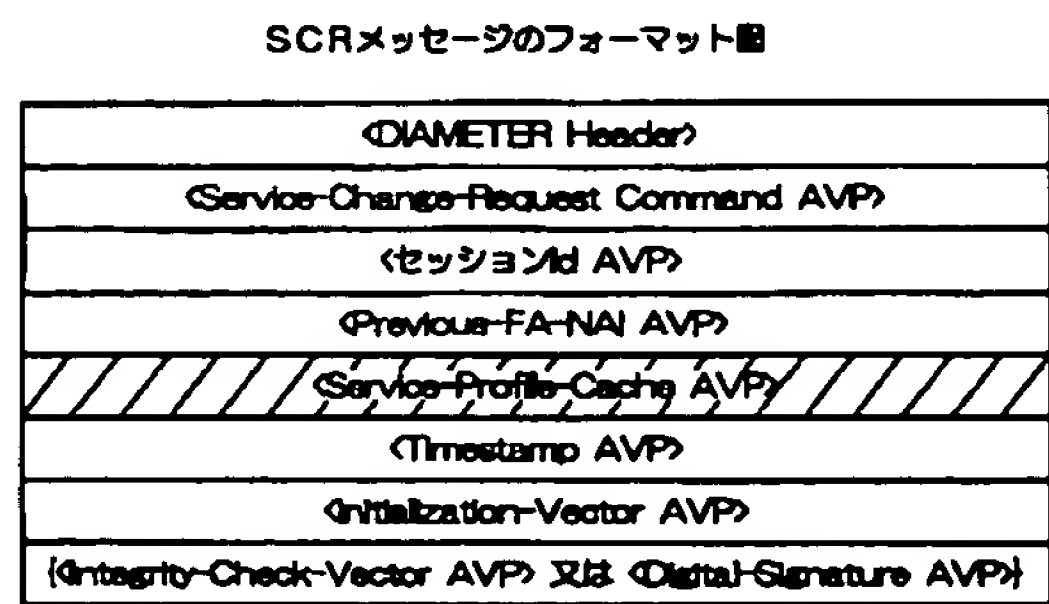 SCRメッセージのフォーマット図
<DIAMETER Header>
<Service-Change-Request Command AVP>
<セッションId AVP>
<Previous-FA-NAI AVP>
<Service-Profile-Cache AVP>
<Timestamp AVP>
<Initialization-Vector AVP>
{<Integrity-Check-Vector AVP> 又は <Digital-Signature AVP>}